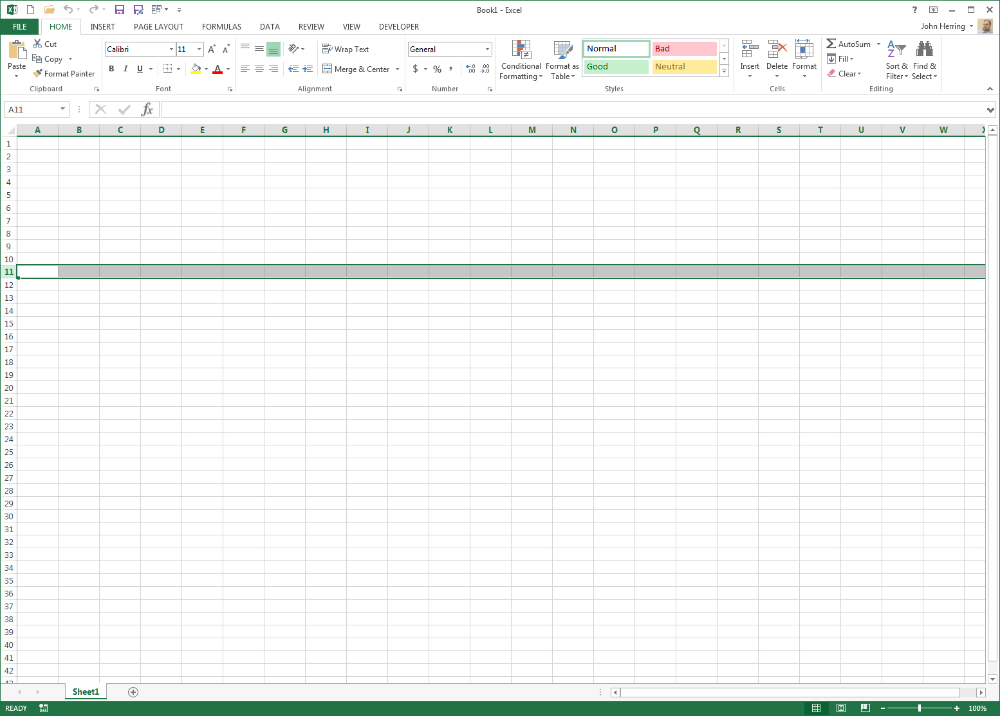 Book1 - Excel
?
FILE HOME INSERT PAGE LAYOUT FORMULAS DATA REVIEW VIEW DEVELOPER John Herring
Paste
Cut
Copy
Format Painter
Clipboard
Calibri 11
B I U A
Font
Wrap Text
Merge & Center
Alignment
General
$ % ,
Number
Conditional
Formatting
Format as
Table
Normal Bad
Good Neutral
Styles
Insert Delete Format
Cells
AutoSum
Fill
Clear
Sort &
Filter
Find &
Select
Editing
A11 fx
A B C D E F G H I J K L M N O P Q R S T U V W X
1
2
3
4
5
6
7
8
9
10
11
12
13
14
15
16
17
18
19
20
21
22
23
24
25
26
27
28
29
30
31
32
33
34
35
36
37
38
39
40
41
42
43
Sheet1
READY 100%